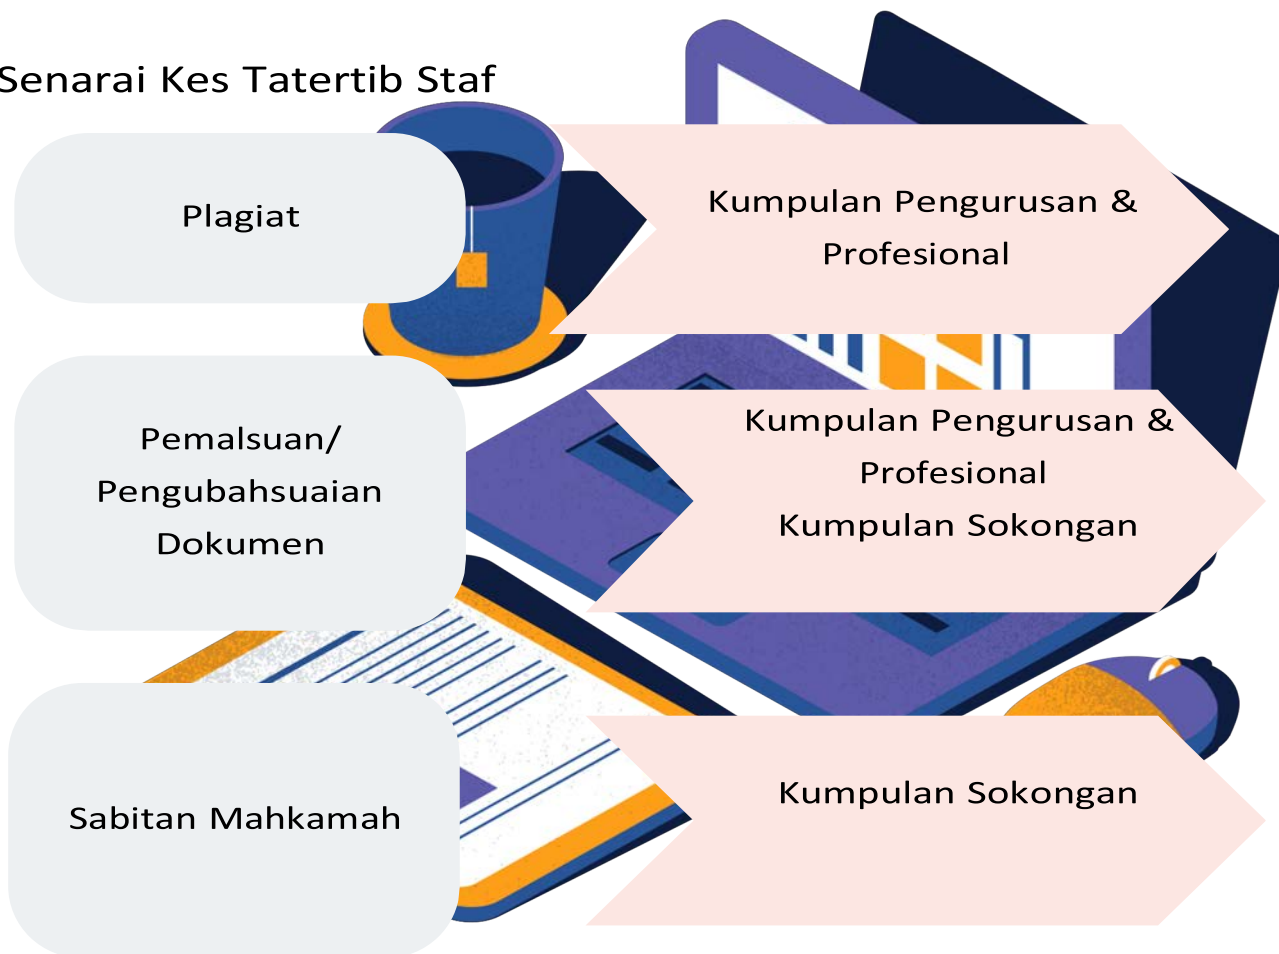 Senarai Kes Tatertib Staf
Plagiat
Kumpulan Pengurusan &
Profesional
Pemalsuan/
Pengubahsuaian
Dokumen
Kumpulan Pengurusan &
Profesional
Kumpulan Sokongan
Sabitan Mahkamah
Kumpulan Sokongan